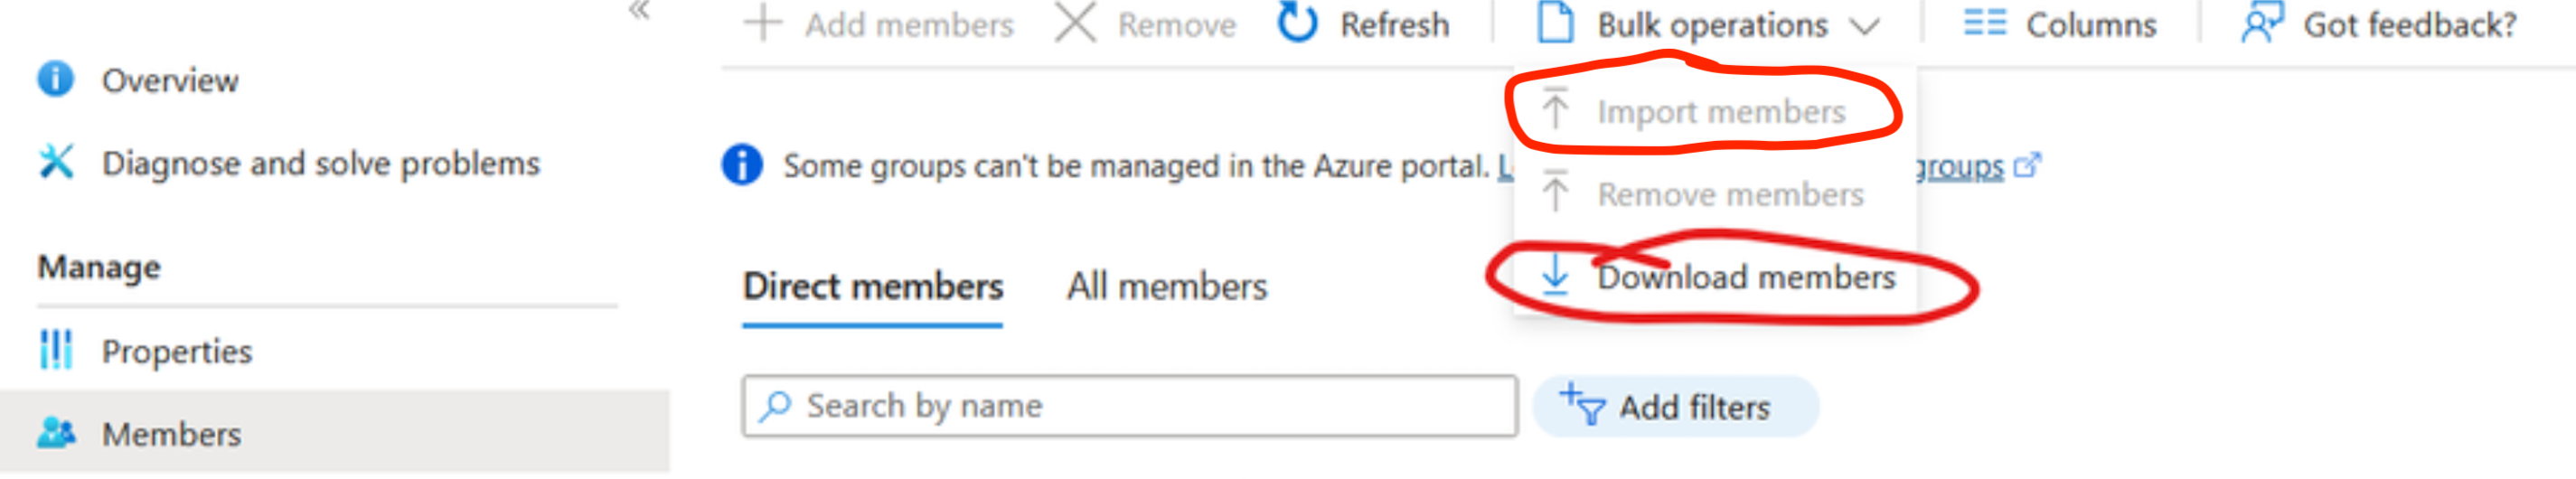 Overview
Diagnose and solve problems
Manage
Properties
Members
Add members Remove Refresh Bulk operations Columns Got feedback?
Import members
Remove members
Download members
Some groups can't be managed in the Azure portal. groups
Direct members All members
Search by name Add filters